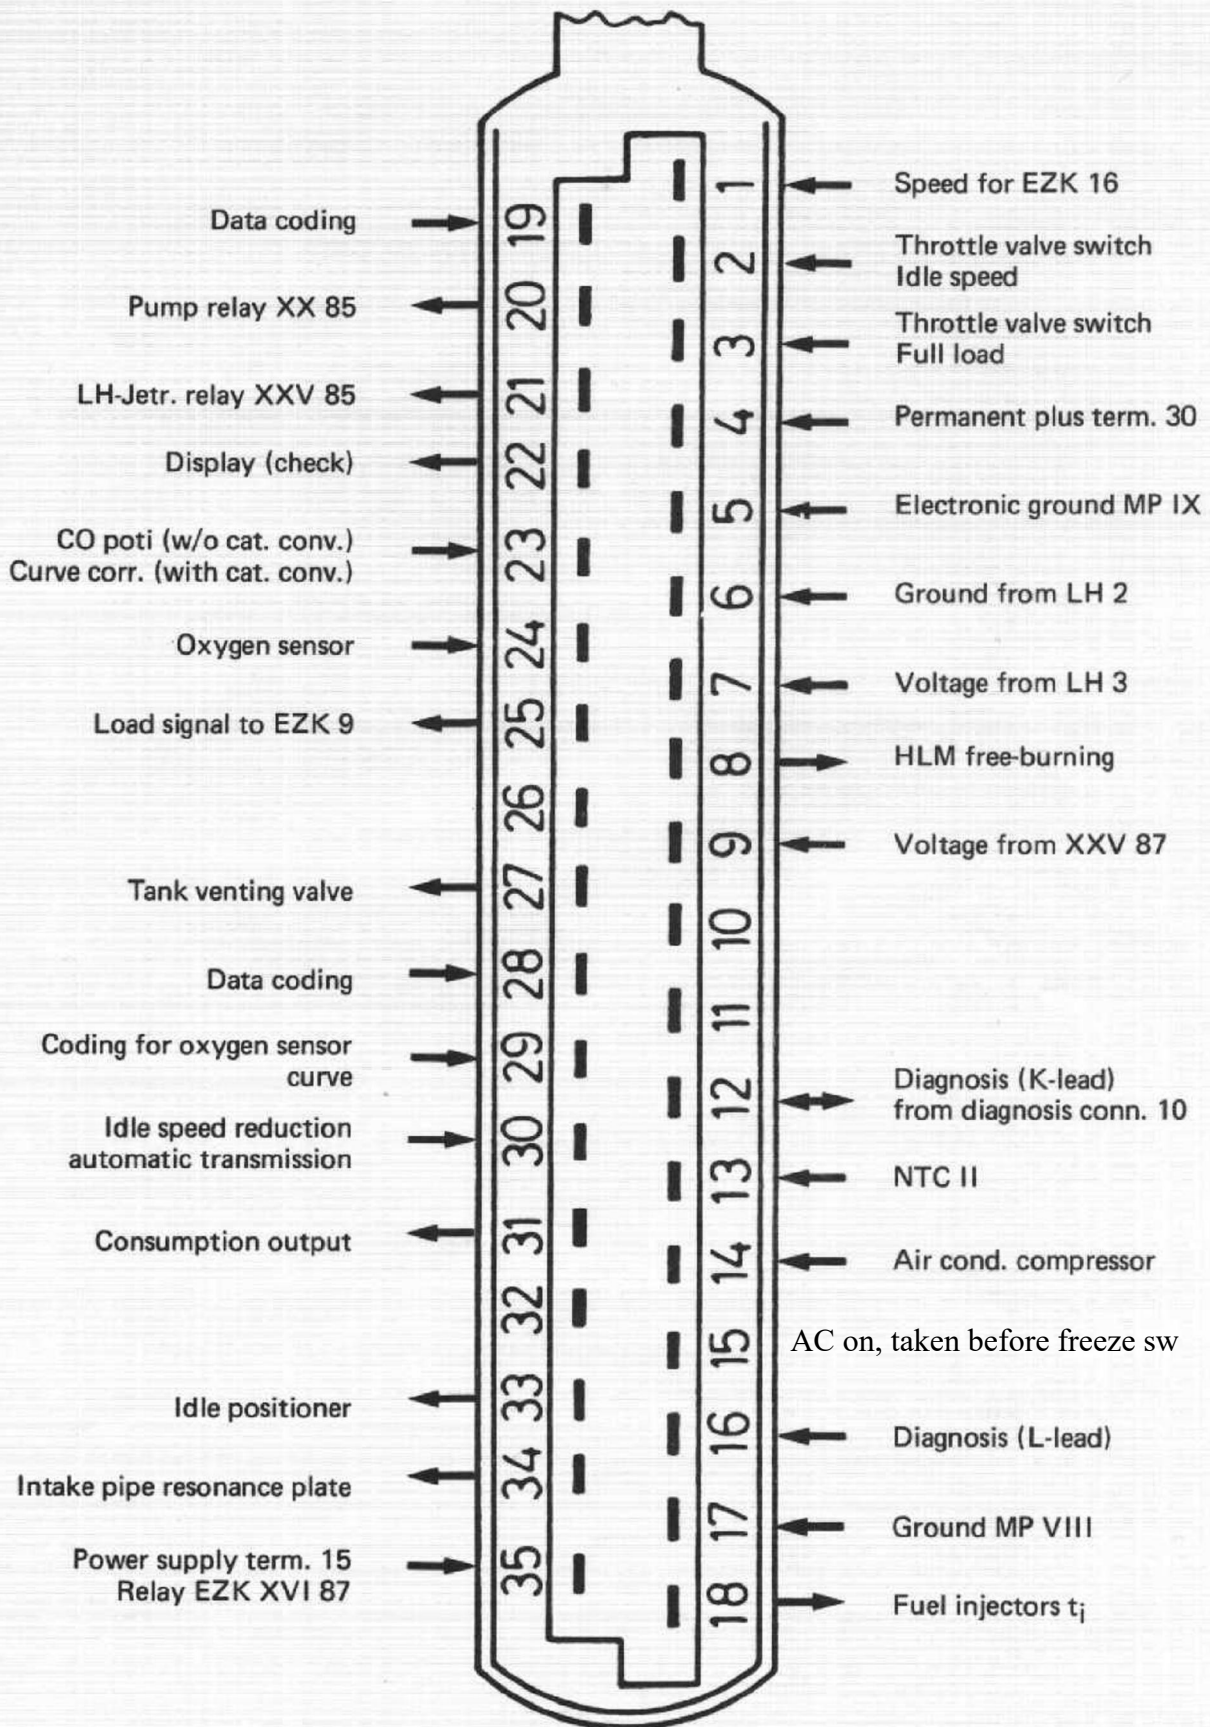 19
Data coding
20
Pump relay XX 85
21
LH-Jetr. relay XXV 85
22
Display (check)
23
CO poti (w/o cat. conv.)
Curve corr. (with cat. conv.)
24
Oxygen sensor
25
Load signal to EZK 9
26
27
Tank venting valve
28
Data coding
29
Coding for oxygen sensor
curve
30
Idle speed reduction
automatic transmission
31
Consumption output
32
33
Idle positioner
34
Intake pipe resonance plate
35
Power supply term. 15
Relay EZK XVI 87
1
Speed for EZK 16
2
Throttle valve switch
Idle speed
3
Throttle valve switch
Full load
4
Permanent plus term. 30
5
Electronic ground MP IX
6
Ground from LH 2
7
Voltage from LH 3
8
HLM free-burning
9
Voltage from XXV 87
10
11
12
Diagnosis (K-lead)
from diagnosis conn. 10
13
NTC II
14
Air cond. compressor
15
AC on, taken before freeze sw
16
Diagnosis (L-lead)
17
Ground MP VIII
18
Fuel injectors ti